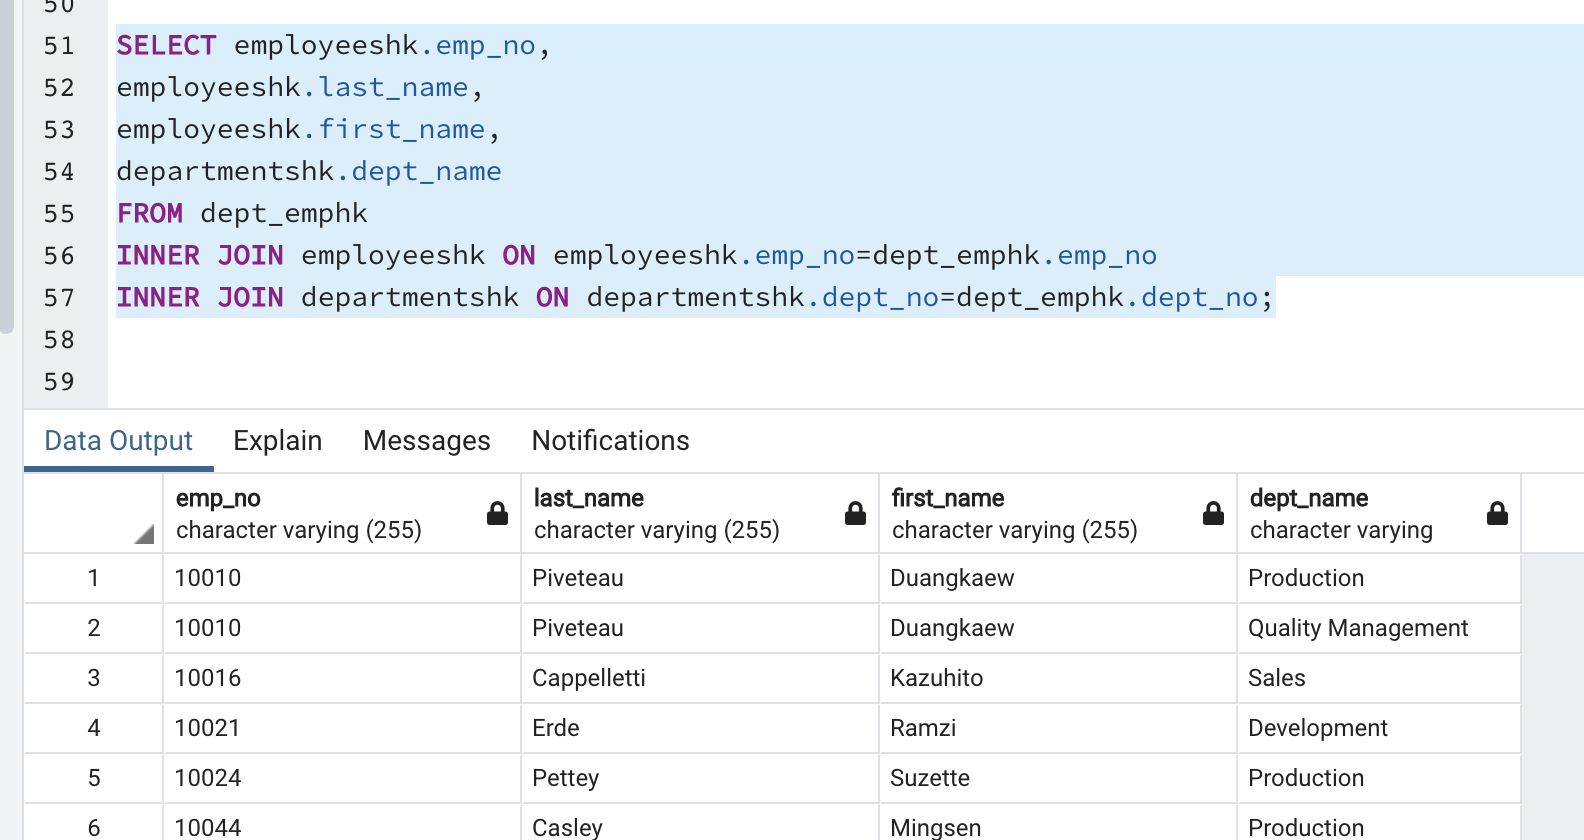 50
51 SELECT employeeshk.emp_no,
52 employeeshk.last_name,
53 employeeshk.first_name,
54 departmentshk.dept_name
55 FROM dept_emphk
56 INNER JOIN employeeshk ON employeeshk.emp_no=dept_emphk.emp_no
57 INNER JOIN departmentshk ON departmentshk.dept_no=dept_emphk.dept_no;
58
59
Data Output Explain Messages Notifications
emp_no last_name first_name dept_name
character varying (255) character varying (255) character varying (255) character varying
1 10010 Piveteau Duangkaew Production
2 10010 Piveteau Duangkaew Quality Management
3 10016 Cappelletti Kazuhito Sales
4 10021 Erde Ramzi Development
5 10024 Pettey Suzette Production
6 10044 Casley Mingsen Production